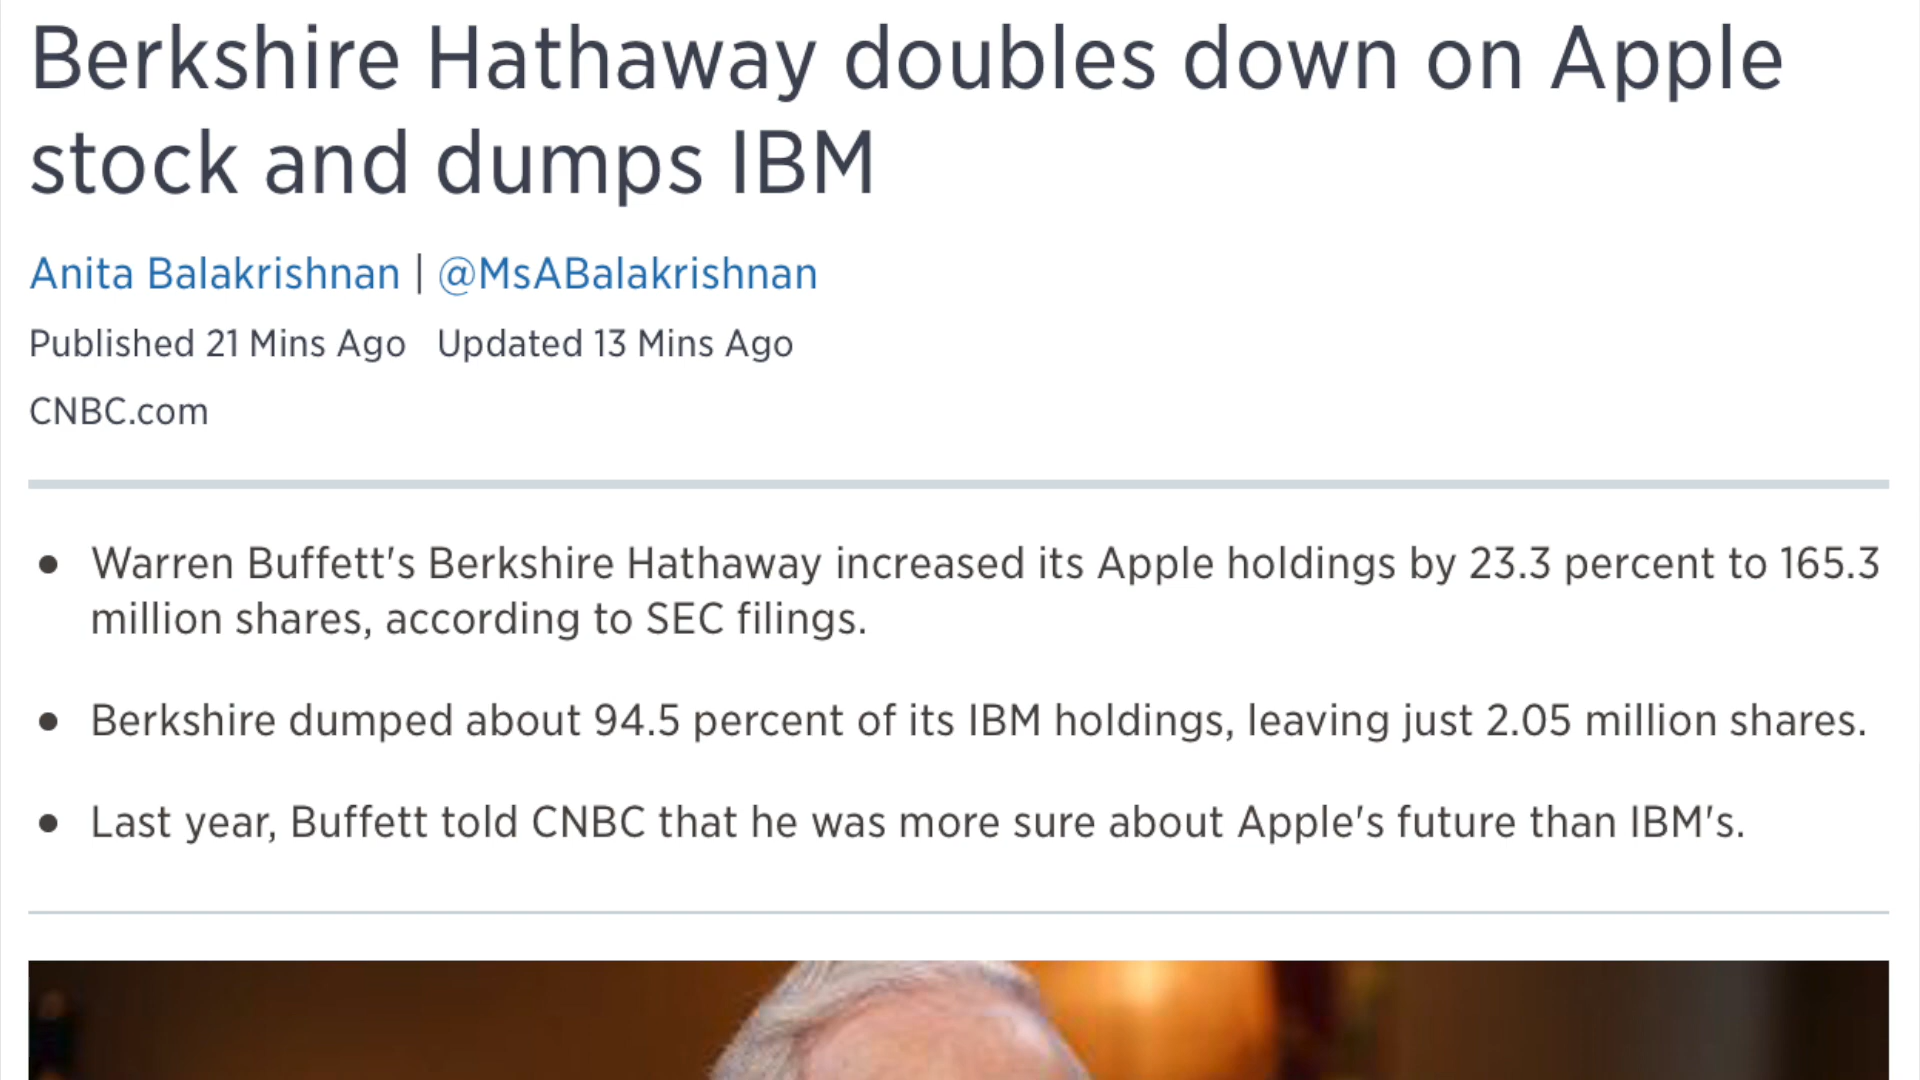 Berkshire Hathaway doubles down on Apple
stock and dumps IBM
Anita Balakrishnan | @MsABalakrishnan
Published 21 Mins Ago   Updated 13 Mins Ago
CNBC.com
● Warren Buffett's Berkshire Hathaway increased its Apple holdings by 23.3 percent to 165.3
million shares, according to SEC filings.
● Berkshire dumped about 94.5 percent of its IBM holdings, leaving just 2.05 million shares.
● Last year, Buffett told CNBC that he was more sure about Apple's future than IBM's.